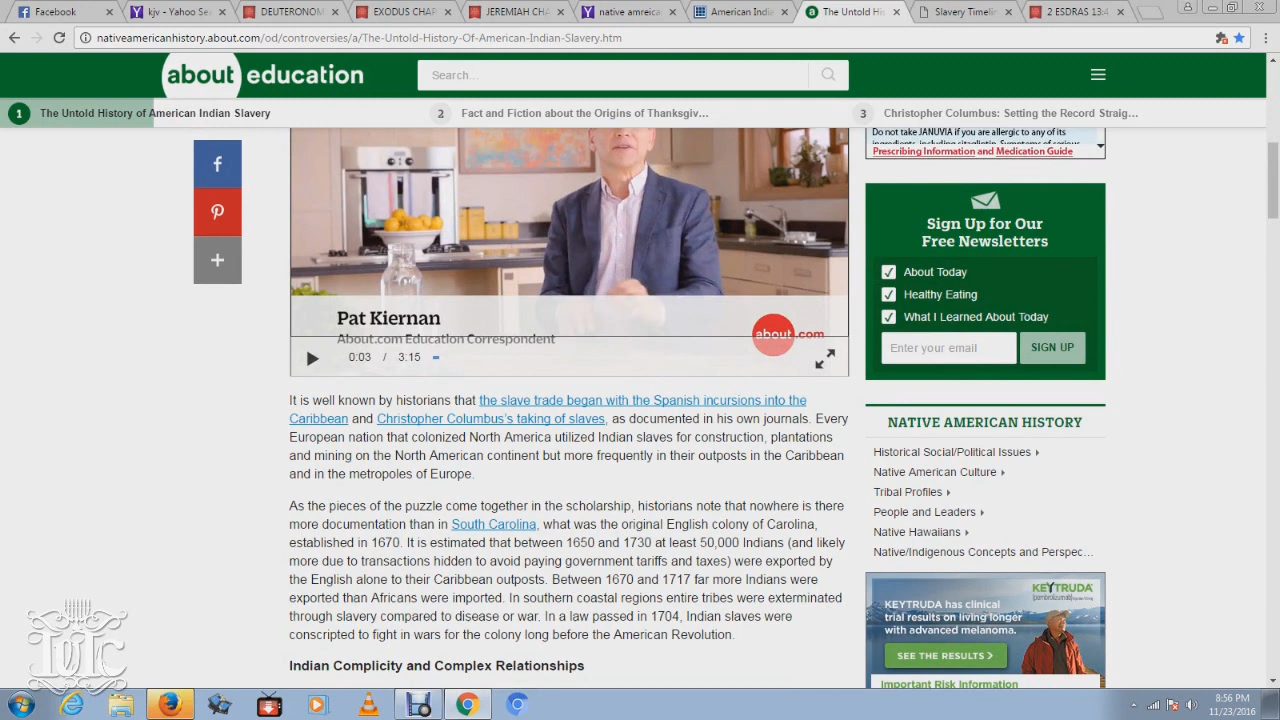 Facebook
kjv - Yahoo Sea
DEUTERONOM
EXODUS CHAP
JEREMIAH CHA
native amreica
American India
The Untold His
Slavery Timelin
2 ESDRAS 13:4
nativeamericanhistory.about.com/od/controversies/a/The-Untold-History-Of-American-Indian-Slavery.htm
about education
Search...
1 The Untold History of American Indian Slavery
2 Fact and Fiction about the Origins of Thanksgiv...
3 Christopher Columbus: Setting the Record Straig...
Do not take JANUVIA if you are allergic to any of its
ingredients, including sitagliptin. Symptoms of serious
Prescribing Information and Medication Guide
Pat Kiernan
About.com Education Correspondent
about.com
0:03 / 3:15
Sign Up for Our
Free Newsletters
About Today
Healthy Eating
What I Learned About Today
Enter your email
SIGN UP
It is well known by historians that the slave trade began with the Spanish incursions into the
Caribbean and Christopher Columbus's taking of slaves, as documented in his own journals. Every
European nation that colonized North America utilized Indian slaves for construction, plantations
and mining on the North American continent but more frequently in their outposts in the Caribbean
and in the metropoles of Europe.
As the pieces of the puzzle come together in the scholarship, historians note that nowhere is there
more documentation than in South Carolina, what was the original English colony of Carolina,
established in 1670. It is estimated that between 1650 and 1730 at least 50,000 Indians (and likely
more due to transactions hidden to avoid paying government tariffs and taxes) were exported by
the English alone to their Caribbean outposts. Between 1670 and 1717 far more Indians were
exported than Africans were imported. In southern coastal regions entire tribes were exterminated
through slavery compared to disease or war. In a law passed in 1704, Indian slaves were
conscripted to fight in wars for the colony long before the American Revolution.
Indian Complicity and Complex Relationships
NATIVE AMERICAN HISTORY
Historical Social/Political Issues
Native American Culture
Tribal Profiles
People and Leaders
Native Hawaiians
Native/Indigenous Concepts and Perspec...
KEYTRUDA
KEYTRUDA has clinical
trial results on living longer
with advanced melanoma.
SEE THE RESULTS
Important Risk Information
IUIC
8:56 PM
11/23/2016